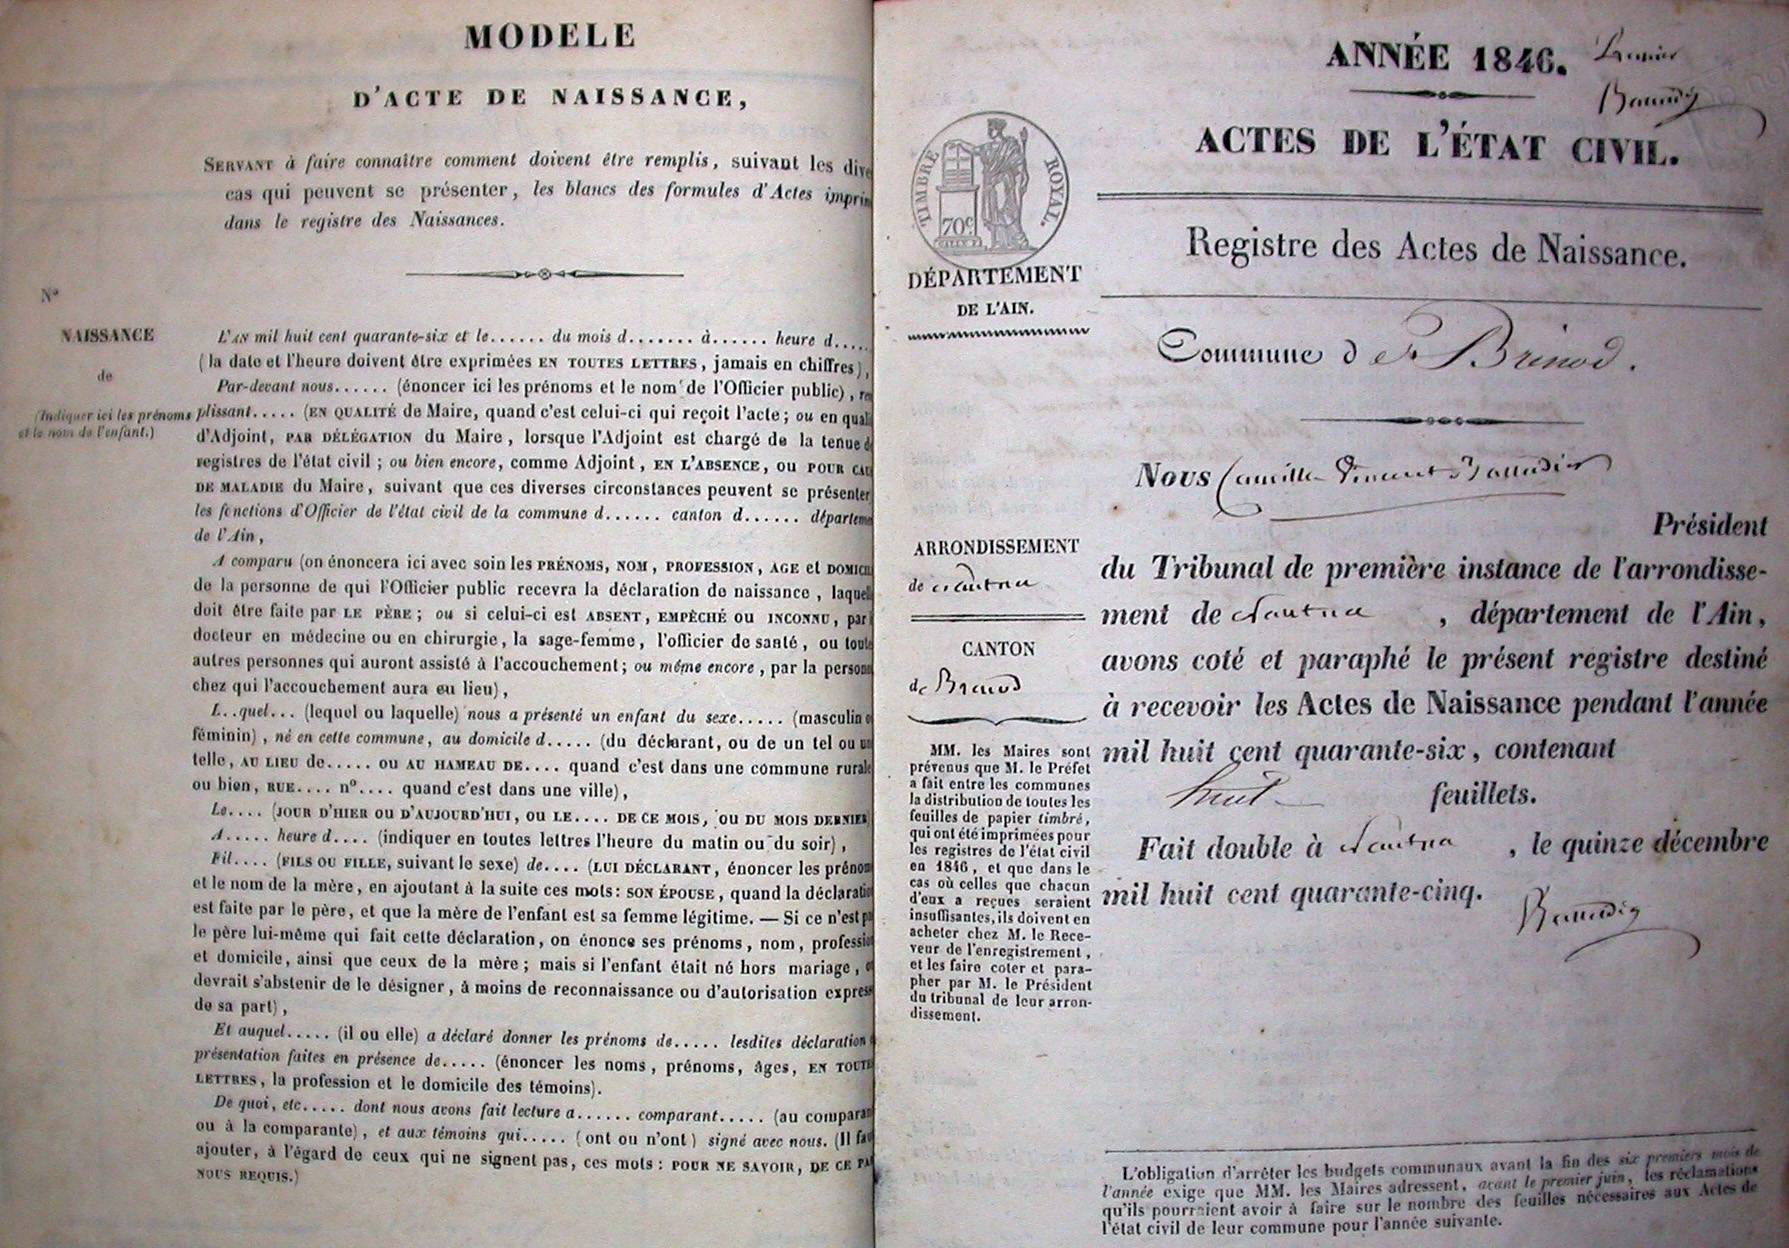 MODELE
D'ACTE DE NAISSANCE,
SERVANT à faire connaître comment doivent être remplis, suivant les dive
cas qui peuvent se présenter, les blancs des formules d'Actes imprim
dans le registre des Naissances.
N°
NAISSANCE
de
(Indiquer ici les prénoms
et le nom de l'enfant.)
L'AN mil huit cent quarante-six et le...... du mois d....... à...... heure d.....
(la date et l'heure doivent être exprimées EN TOUTES LETTRES, jamais en chiffres),
Par-devant nous...... (énoncer ici les prénoms et le nom de l'Officier public), rem
plissant..... (EN QUALITÉ de Maire, quand c'est celui-ci qui reçoit l'acte; ou en quali
d'Adjoint, PAR DÉLÉGATION du Maire, lorsque l'Adjoint est chargé de la tenue de
registres de l'état civil; ou bien encore, comme Adjoint, EN L'ABSENCE, OU POUR CAU
DE MALADIE du Maire, suivant que ces diverses circonstances peuvent se présenter
les fonctions d'Officier de l'état civil de la commune d...... canton d...... départeme
de l'Ain,
A comparu (on énoncera ici avec soin les PRÉNOMS, NOM, PROFESSION, AGE et DOMICI
de la personne de qui l'Officier public recevra la déclaration de naissance, laquell
doit être faite par LE PÈRE; ou si celui-ci est ABSENT, EMPÊCHÉ OU INCONNU, par
docteur en médecine ou en chirurgie, la sage-femme, l'officier de santé, ou toute
autres personnes qui auront assisté à l'accouchement; ou même encore, par la person
chez qui l'accouchement aura eu lieu),
L..quel... (lequel ou laquelle) nous a présenté un enfant du sexe..... (masculin o
féminin), né en cette commune, au domicile d..... (du déclarant, ou de un tel ou un
telle, AU LIEU de..... ou AU HAMEAU DE.... quand c'est dans une commune rurale
ou bien, RUE.... n°.... quand c'est dans une ville),
Le.... (JOUR D'HIER OU D'AUJOURD'HUI, OU LE.... DE CE MOIS, OU DU MOIS DERNIER)
A..... heure d.... (indiquer en toutes lettres l'heure du matin ou du soir),
Fil.... (FILS OU FILLE, suivant le sexe) de.... (LUI DÉCLARANT, énoncer les prénom
et le nom de la mère, en ajoutant à la suite ces mots: SON ÉPOUSE, quand la déclaratio
est faite par le père, et que la mère de l'enfant est sa femme légitime. — Si ce n'est pa
le père lui-même qui fait cette déclaration, on énonce ses prénoms, nom, professio
et domicile, ainsi que ceux de la mère; mais si l'enfant était né hors mariage, o
devrait s'abstenir de le désigner, à moins de reconnaissance ou d'autorisation express
de sa part),
Et auquel..... (il ou elle) a déclaré donner les prénoms de..... lesdites déclaration
présentation faites en présence de..... (énoncer les noms, prénoms, âges, EN TOUTE
LETTRES, la profession et le domicile des témoins).
De quoi, etc..... dont nous avons fait lecture a...... comparant..... (au comparan
ou à la comparante), et aux témoins qui..... (ont ou n'ont) signé avec nous. (Il fau
ajouter, à l'égard de ceux qui ne signent pas, ces mots: POUR NE SAVOIR, DE CE PA
NOUS REQUIS.)
ANNÉE 1846.
Premier
ACTES DE L'ÉTAT CIVIL.
TIMBRE ROYAL.
70c
DÉPARTEMENT
DE L'AIN.
Registre des Actes de Naissance.
Commune de Brénod.
Nous Camille Vincent
Président
du Tribunal de première instance de l'arrondisse-
ment de Nantua, département de l'Ain,
avons coté et paraphé le présent registre destiné
à recevoir les Actes de Naissance pendant l'année
mil huit cent quarante-six, contenant
huit feuillets.
Fait double à Nantua, le quinze décembre
mil huit cent quarante-cinq.
ARRONDISSEMENT
de Nantua
CANTON
de Brénod
MM. les Maires sont
prévenus que M. le Préfet
a fait entre les communes
la distribution de toutes les
feuilles de papier timbré,
qui ont été imprimées pour
les registres de l'état civil
en 1846, et que dans le
cas où celles que chacun
d'eux a reçues seraient
insuffisantes, ils doivent en
acheter chez M. le Rece-
veur de l'enregistrement,
et les faire coter et para-
pher par M. le Président
du tribunal de leur arron-
dissement.
L'obligation d'arrêter les budgets communaux avant la fin des six premiers mois de
l'année exige que MM. les Maires adressent, avant le premier juin, les réclamations
qu'ils pourraient avoir à faire sur le nombre des feuilles nécessaires aux Actes de
l'état civil de leur commune pour l'année suivante.